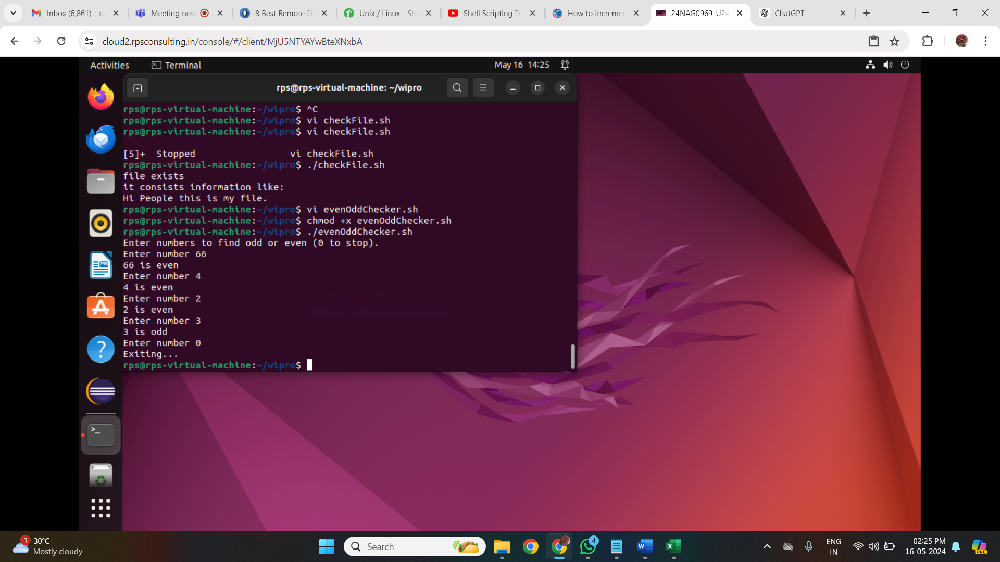 Inbox (6,861) - ra
Meeting now
8 Best Remote D
Unix / Linux - She
Shell Scripting Tu
How to Incremen
24NAG0969_U24
ChatGPT
cloud2.rpsconsulting.in/console/#/client/MjU5NTYAYwBteXNxbA==
Activities
Terminal
May 16 14:25
rps@rps-virtual-machine: ~/wipro
rps@rps-virtual-machine:~/wipro$ ^C
rps@rps-virtual-machine:~/wipro$ vi checkFile.sh
rps@rps-virtual-machine:~/wipro$ vi checkFile.sh
[5]+  Stopped                 vi checkFile.sh
rps@rps-virtual-machine:~/wipro$ ./checkFile.sh
file exists
it consists information like:
Hi People this is my file.
rps@rps-virtual-machine:~/wipro$ vi evenOddChecker.sh
rps@rps-virtual-machine:~/wipro$ chmod +x evenOddChecker.sh
rps@rps-virtual-machine:~/wipro$ ./evenOddChecker.sh
Enter numbers to find odd or even (0 to stop).
Enter number 66
66 is even
Enter number 4
4 is even
Enter number 2
2 is even
Enter number 3
3 is odd
Enter number 0
Exiting...
rps@rps-virtual-machine:~/wipro$
1
30°C
Mostly cloudy
Search
4
ENG
IN
02:25 PM
16-05-2024
PRE